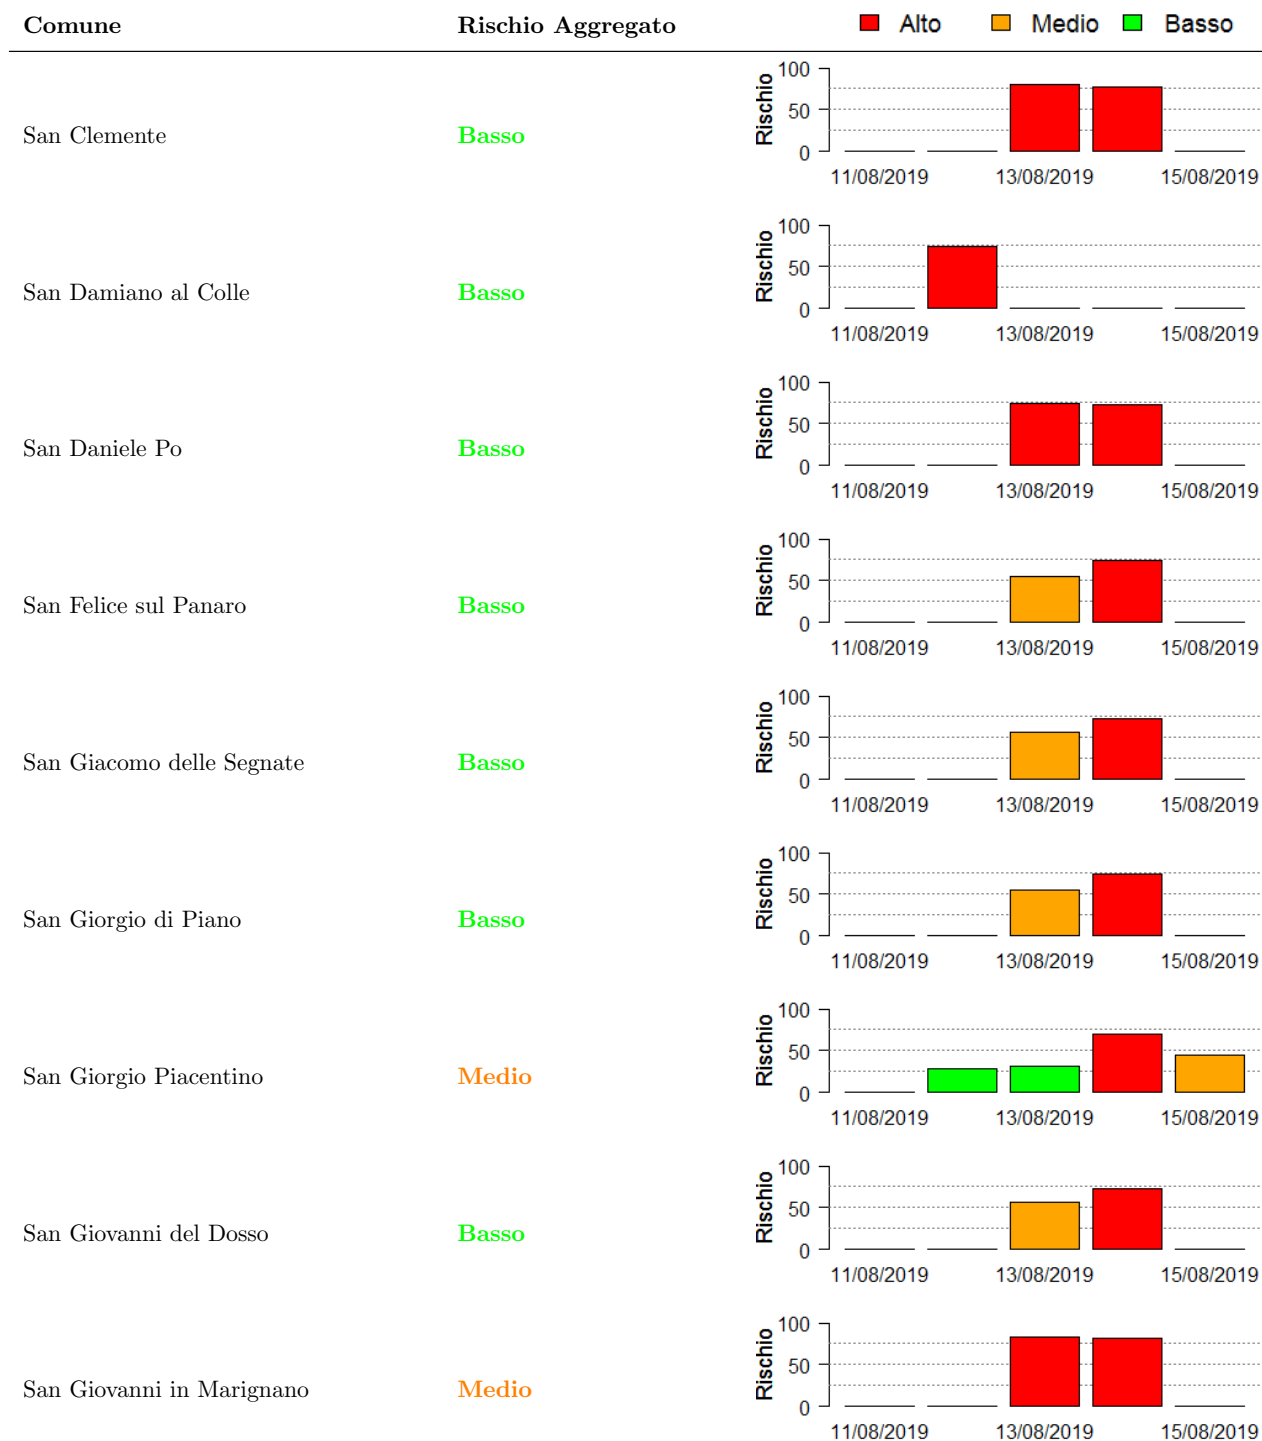 Comune Rischio Aggregato Alto Medio Basso
San Clemente Basso
Rischio
100
50
0
11/08/2019 13/08/2019 15/08/2019
San Damiano al Colle Basso
Rischio
100
50
0
11/08/2019 13/08/2019 15/08/2019
San Daniele Po Basso
Rischio
100
50
0
11/08/2019 13/08/2019 15/08/2019
San Felice sul Panaro Basso
Rischio
100
50
0
11/08/2019 13/08/2019 15/08/2019
San Giacomo delle Segnate Basso
Rischio
100
50
0
11/08/2019 13/08/2019 15/08/2019
San Giorgio di Piano Basso
Rischio
100
50
0
11/08/2019 13/08/2019 15/08/2019
San Giorgio Piacentino Medio
Rischio
100
50
0
11/08/2019 13/08/2019 15/08/2019
San Giovanni del Dosso Basso
Rischio
100
50
0
11/08/2019 13/08/2019 15/08/2019
San Giovanni in Marignano Medio
Rischio
100
50
0
11/08/2019 13/08/2019 15/08/2019